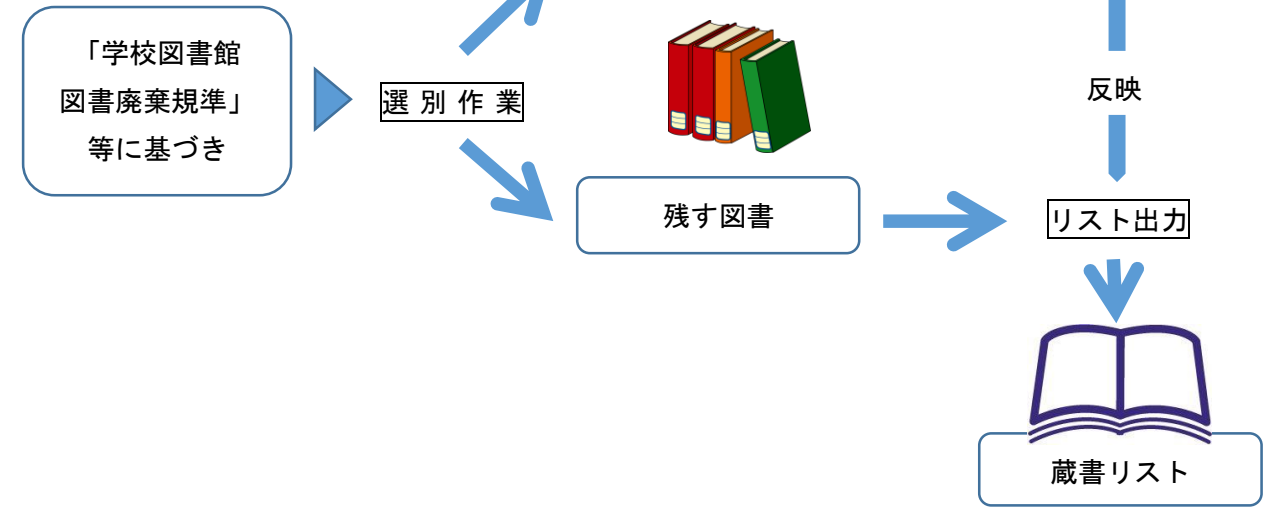 「学校図書館
図書廃棄規準」
等に基づき
選別作業
反映
残す図書
リスト出力
蔵書リスト